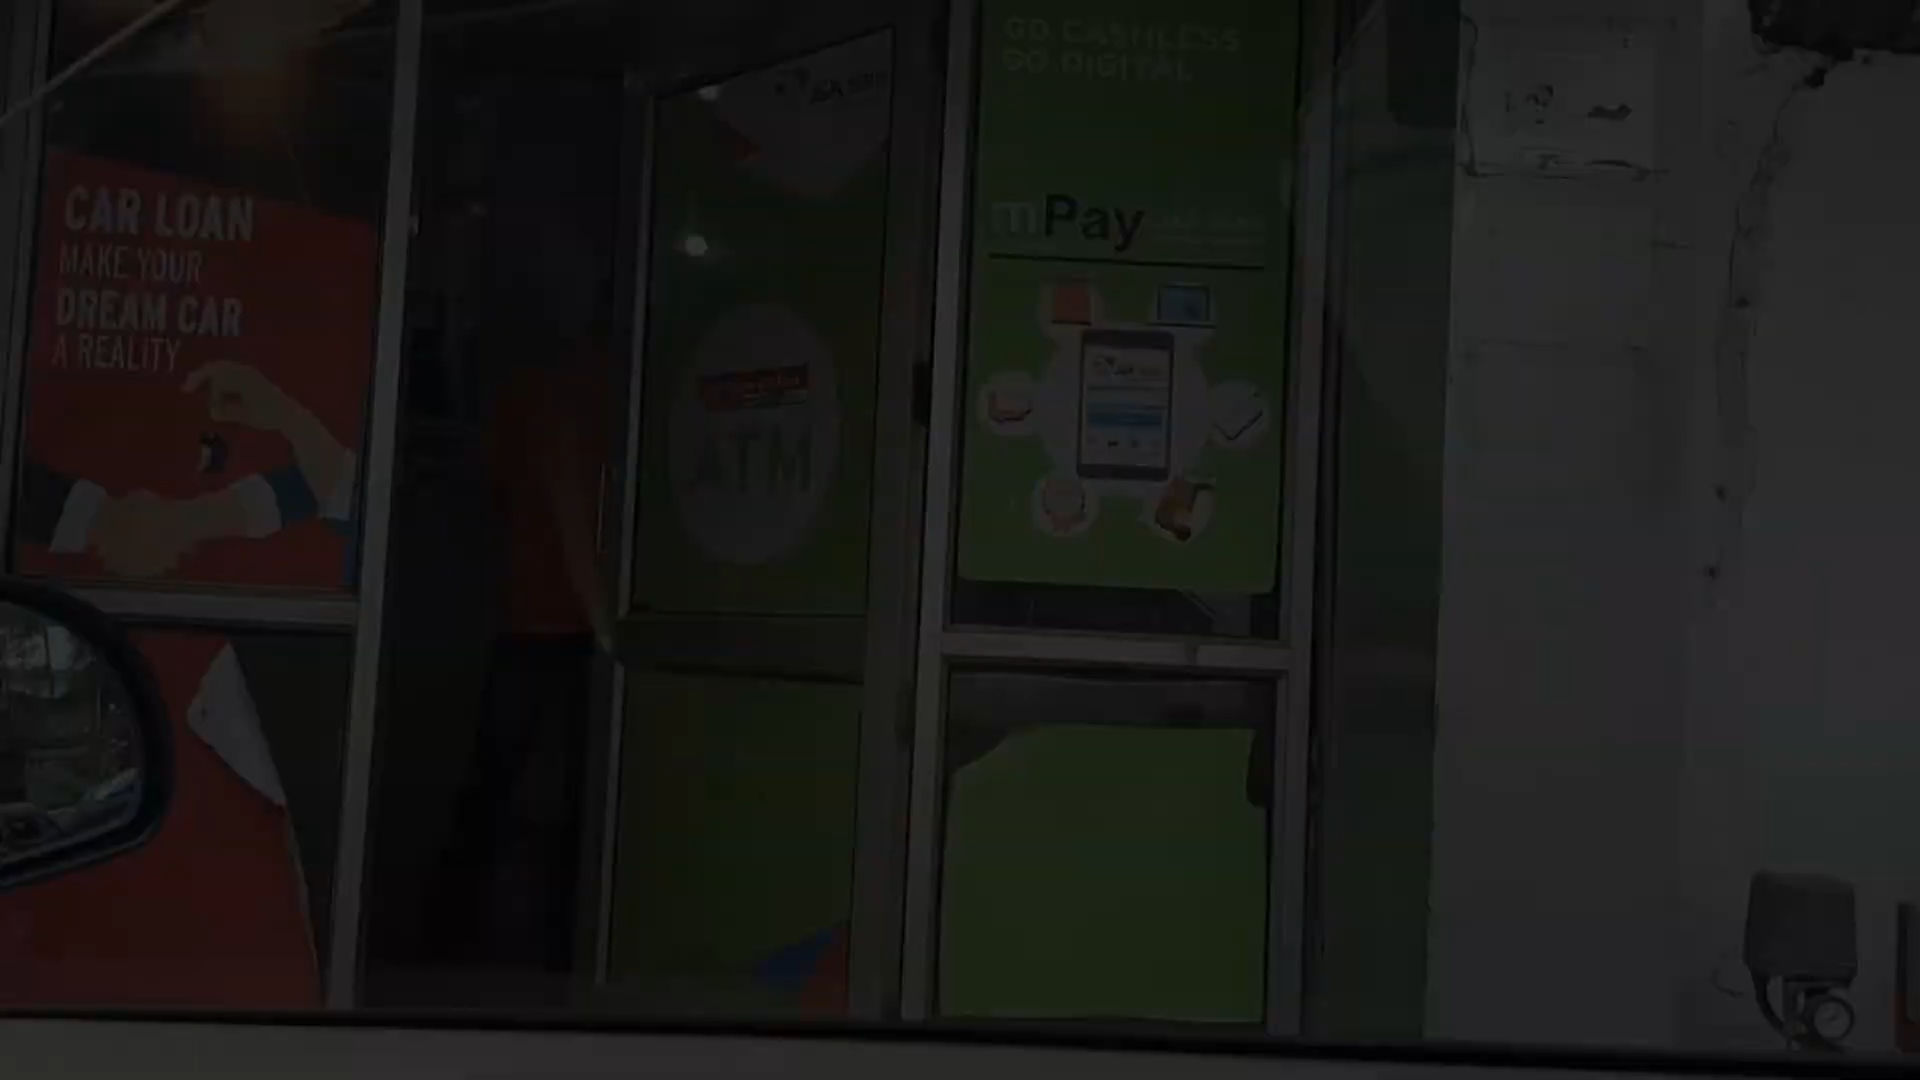 CAR LOAN
MAKE YOUR
DREAM CAR
A REALITY
ATM
GO CASHLESS
GO DIGITAL
mPay